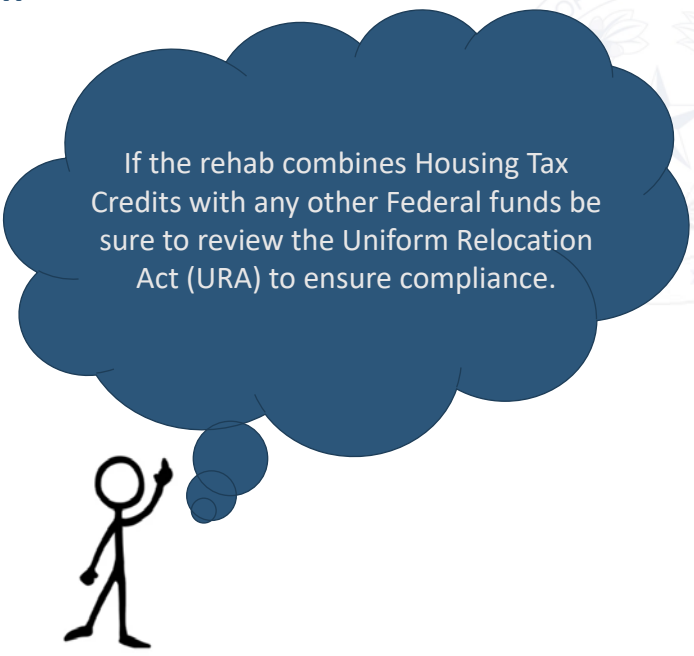 If the rehab combines Housing Tax
Credits with any other Federal funds be
sure to review the Uniform Relocation
Act (URA) to ensure compliance.